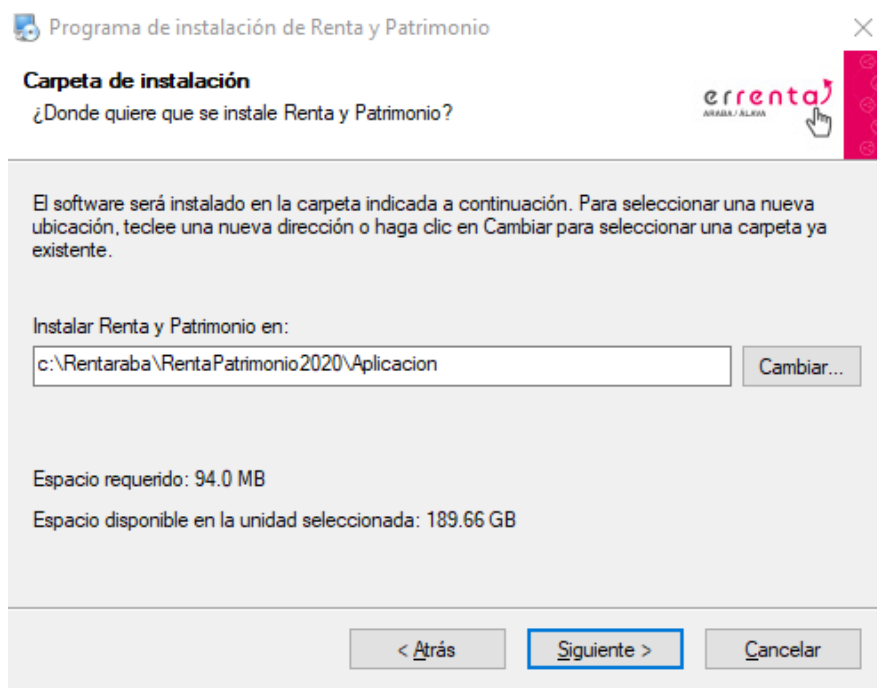 Programa de instalación de Renta y Patrimonio
Carpeta de instalación
¿Donde quiere que se instale Renta y Patrimonio?
errenta
ARABA / ÁLAVA
El software será instalado en la carpeta indicada a continuación. Para seleccionar una nueva
ubicación, teclee una nueva dirección o haga clic en Cambiar para seleccionar una carpeta ya
existente.
Instalar Renta y Patrimonio en:
c:\Rentaraba\RentaPatrimonio2020\Aplicacion
Cambiar...
Espacio requerido: 94.0 MB
Espacio disponible en la unidad seleccionada: 189.66 GB
< Atrás
Siguiente >
Cancelar